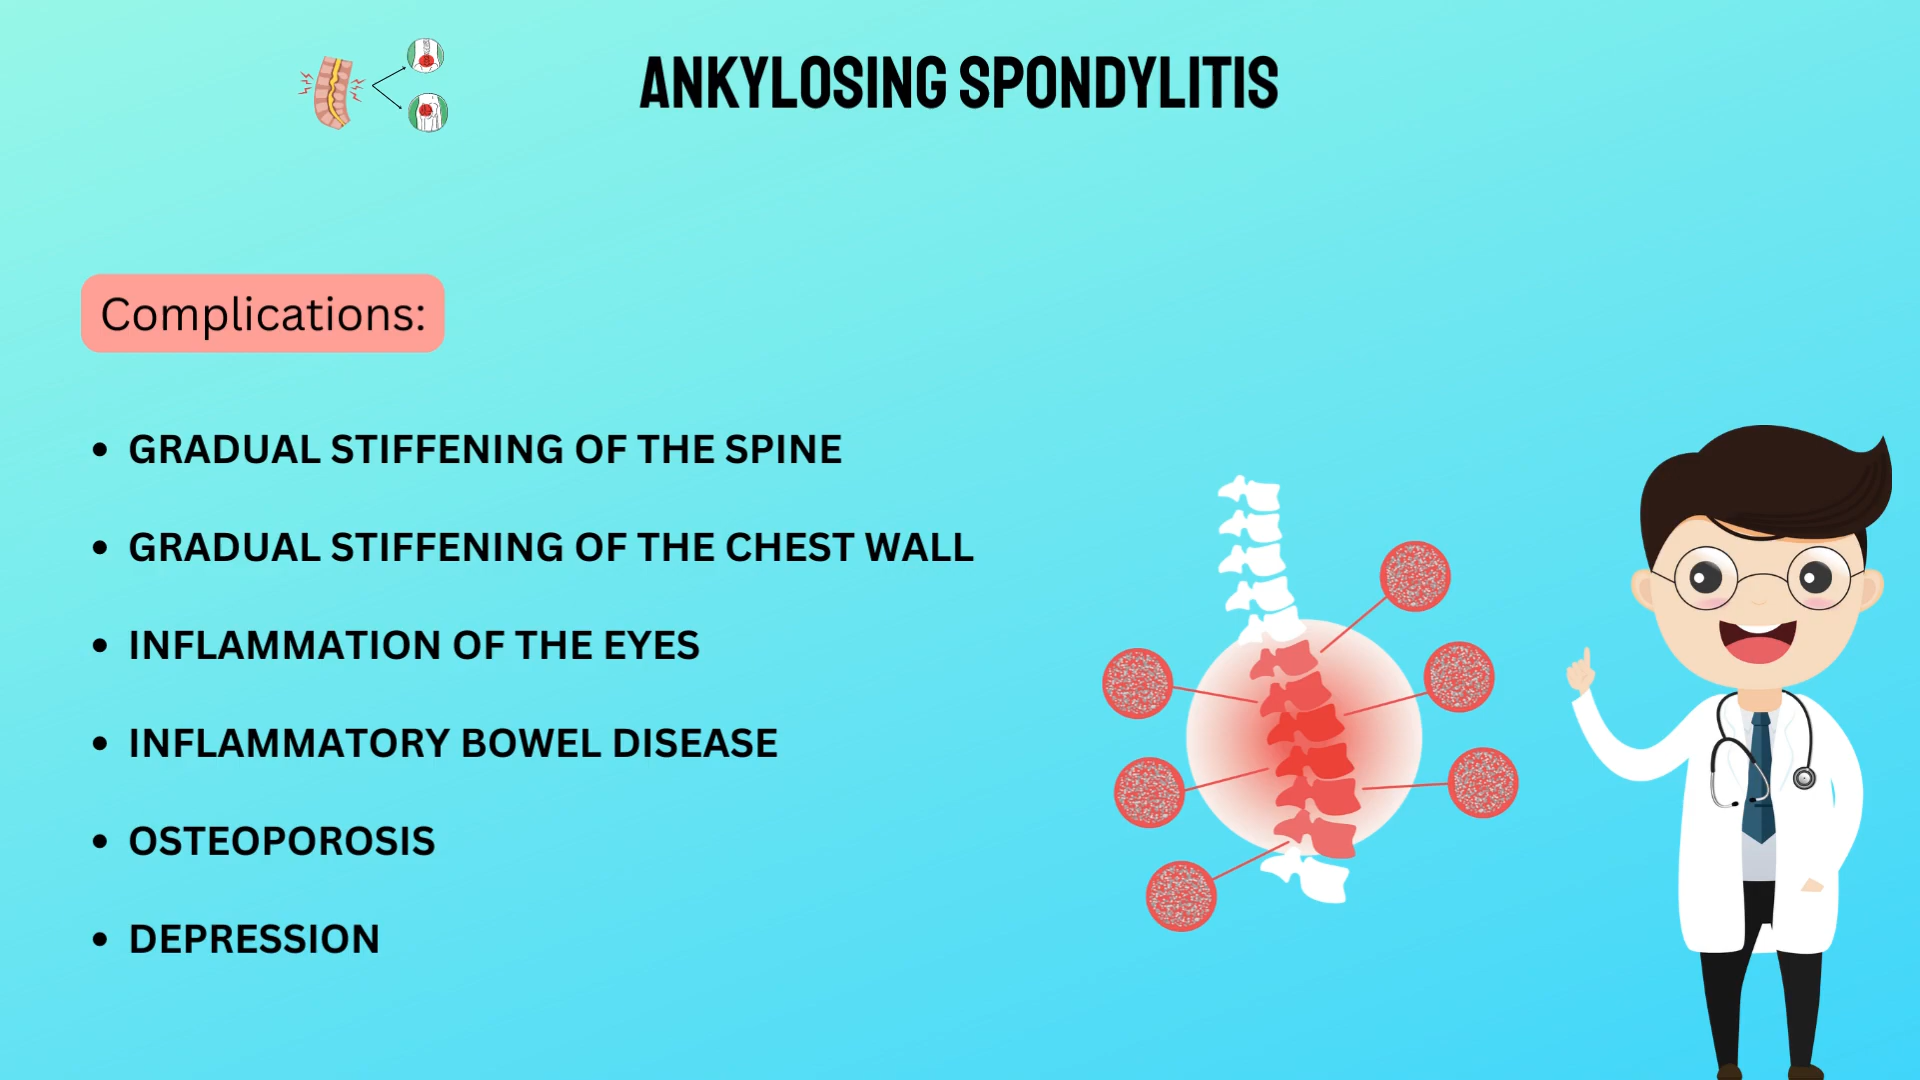 ANKYLOSING SPONDYLITIS
Complications:
• GRADUAL STIFFENING OF THE SPINE
• GRADUAL STIFFENING OF THE CHEST WALL
• INFLAMMATION OF THE EYES
• INFLAMMATORY BOWEL DISEASE
• OSTEOPOROSIS
• DEPRESSION